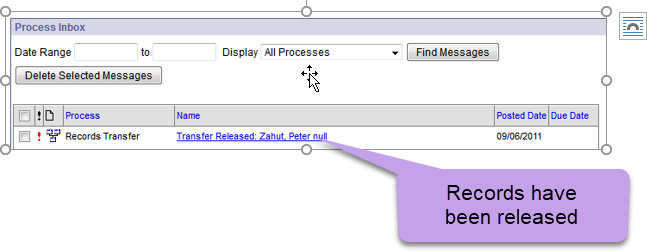 Process Inbox
Date Range to Display All Processes Find Messages
Delete Selected Messages
! Process Name Posted Date Due Date
! Records Transfer Transfer Released: Zahut, Peter null 09/06/2011
Records have
been released